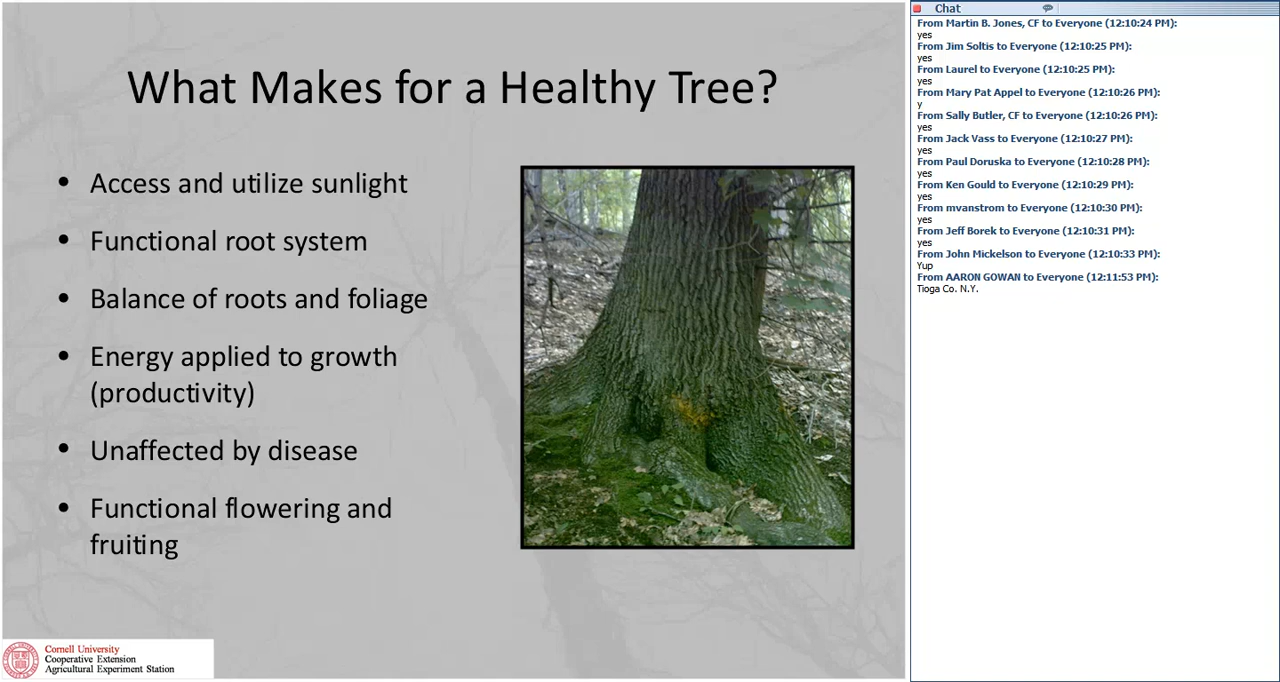 What Makes for a Healthy Tree?
• Access and utilize sunlight
• Functional root system
• Balance of roots and foliage
• Energy applied to growth
(productivity)
• Unaffected by disease
• Functional flowering and
fruiting
Cornell University
Cooperative Extension
Agricultural Experiment Station
Chat
From Martin B. Jones, CF to Everyone (12:10:24 PM):
yes
From Jim Soltis to Everyone (12:10:25 PM):
yes
From Laurel to Everyone (12:10:25 PM):
yes
From Mary Pat Appel to Everyone (12:10:26 PM):
y
From Sally Butler, CF to Everyone (12:10:26 PM):
yes
From Jack Vass to Everyone (12:10:27 PM):
yes
From Paul Doruska to Everyone (12:10:28 PM):
yes
From Ken Gould to Everyone (12:10:29 PM):
yes
From mvanstrom to Everyone (12:10:30 PM):
yes
From Jeff Borek to Everyone (12:10:31 PM):
yes
From John Mickelson to Everyone (12:10:33 PM):
Yup
From AARON GOWAN to Everyone (12:11:53 PM):
Tioga Co. N.Y.